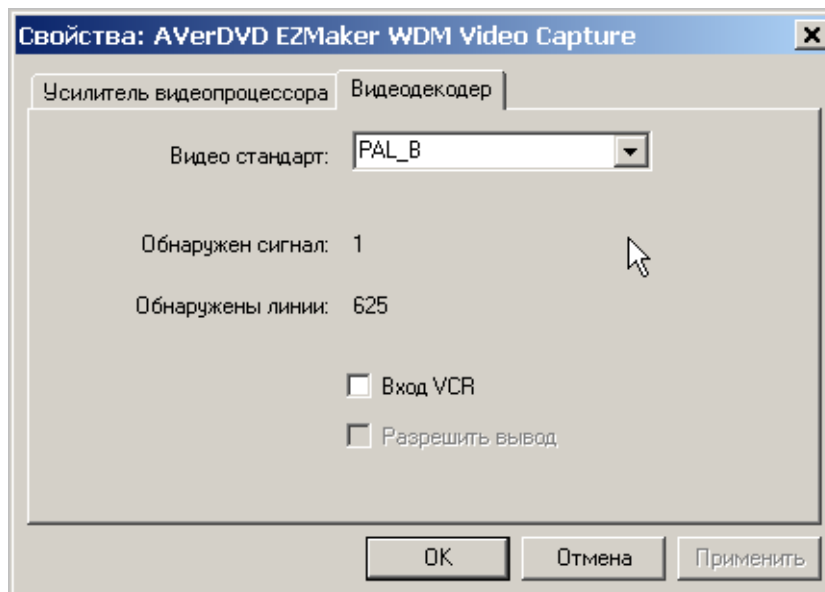 Свойства: AVerDVD EZMaker WDM Video Capture
Усилитель видеопроцессора Видеодекодер
Видео стандарт: PAL_B
Обнаружен сигнал: 1
Обнаружены линии: 625
Вход VCR
Разрешить вывод
OK Отмена Применить